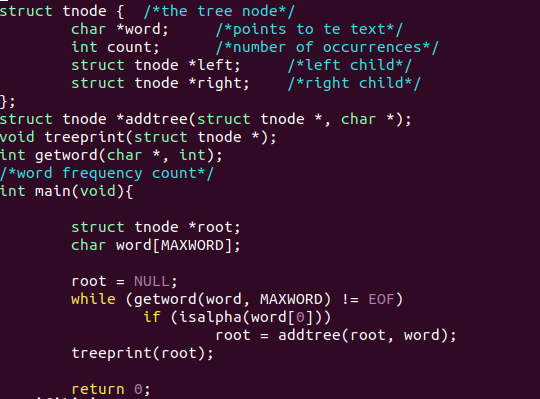 struct tnode {  /*the tree node*/
        char *word;     /*points to te text*/
        int count;      /*number of occurrences*/
        struct tnode *left;     /*left child*/
        struct tnode *right;    /*right child*/
};
struct tnode *addtree(struct tnode *, char *);
void treeprint(struct tnode *);
int getword(char *, int);
/*word frequency count*/
int main(void){
        struct tnode *root;
        char word[MAXWORD];
        root = NULL;
        while (getword(word, MAXWORD) != EOF)
                if (isalpha(word[0]))
                        root = addtree(root, word);
        treeprint(root);
        return 0;